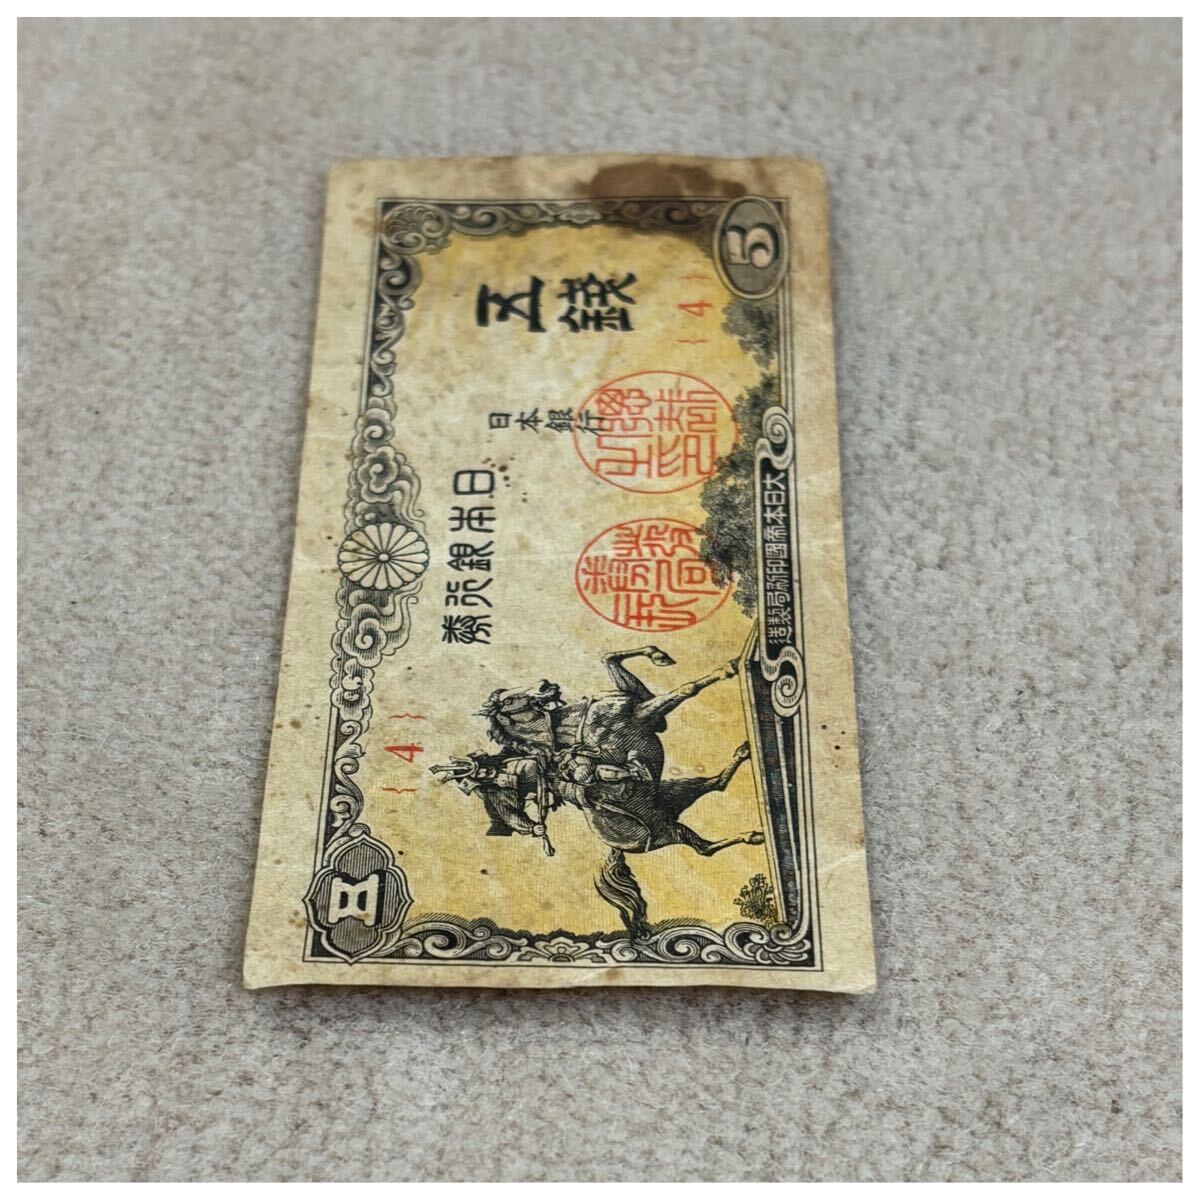 五
日本銀行券
{ 4 }
五錢
日本銀行
{ 4 }
5
大日本帝國印刷局製造